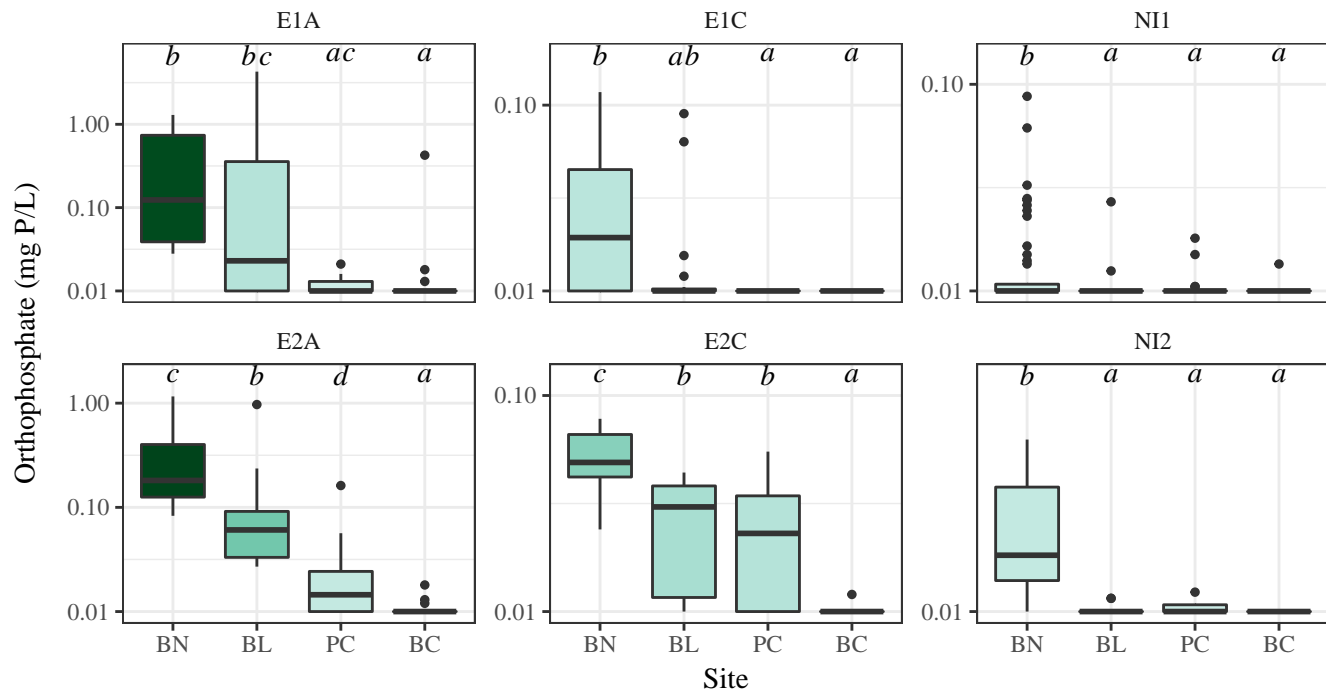 E1A E1C NI1
b bc ac a b ab a a b a a a
1.00 0.10 0.01 0.10 0.01 0.10 0.01
E2A E2C NI2
c b d a c b b a b a a a
1.00 0.10 0.01 0.10 0.01 0.01
BN BL PC BC BN BL PC BC BN BL PC BC
Site
Orthophosphate (mg P/L)